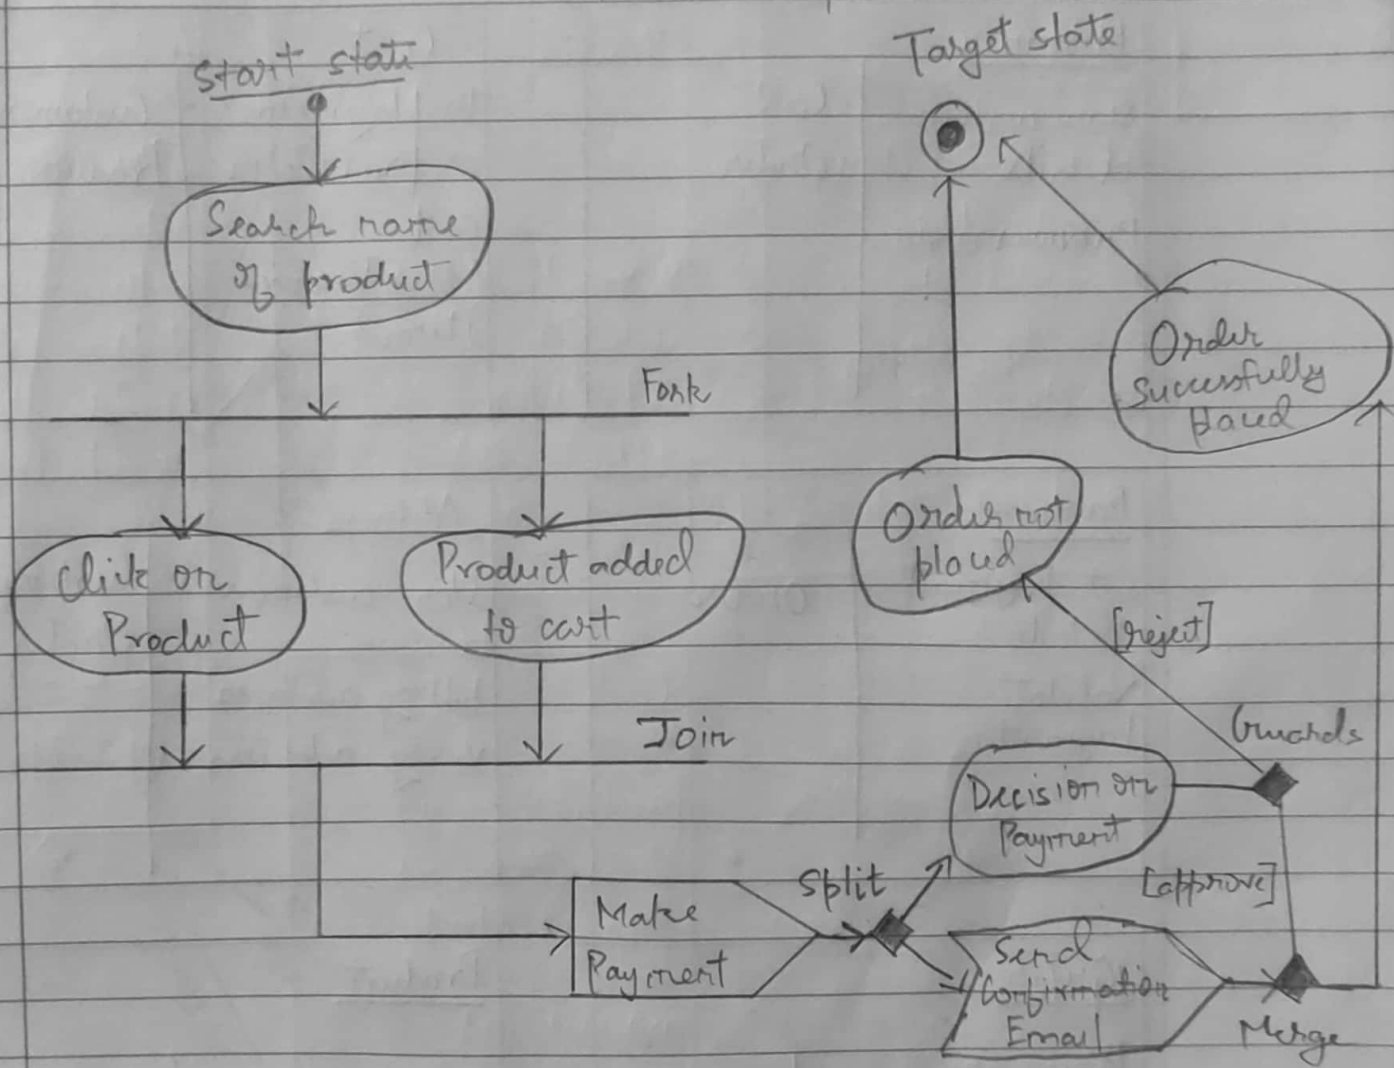 Start state
Target state
Search name
of product
Order
Successfully
placed
Fork
Order not
placed
Click on
Product
Product added
to cart
[reject]
Join
Guards
Decision on
Payment
Split
[approve]
Make
Payment
Send
Confirmation
Email
Merge